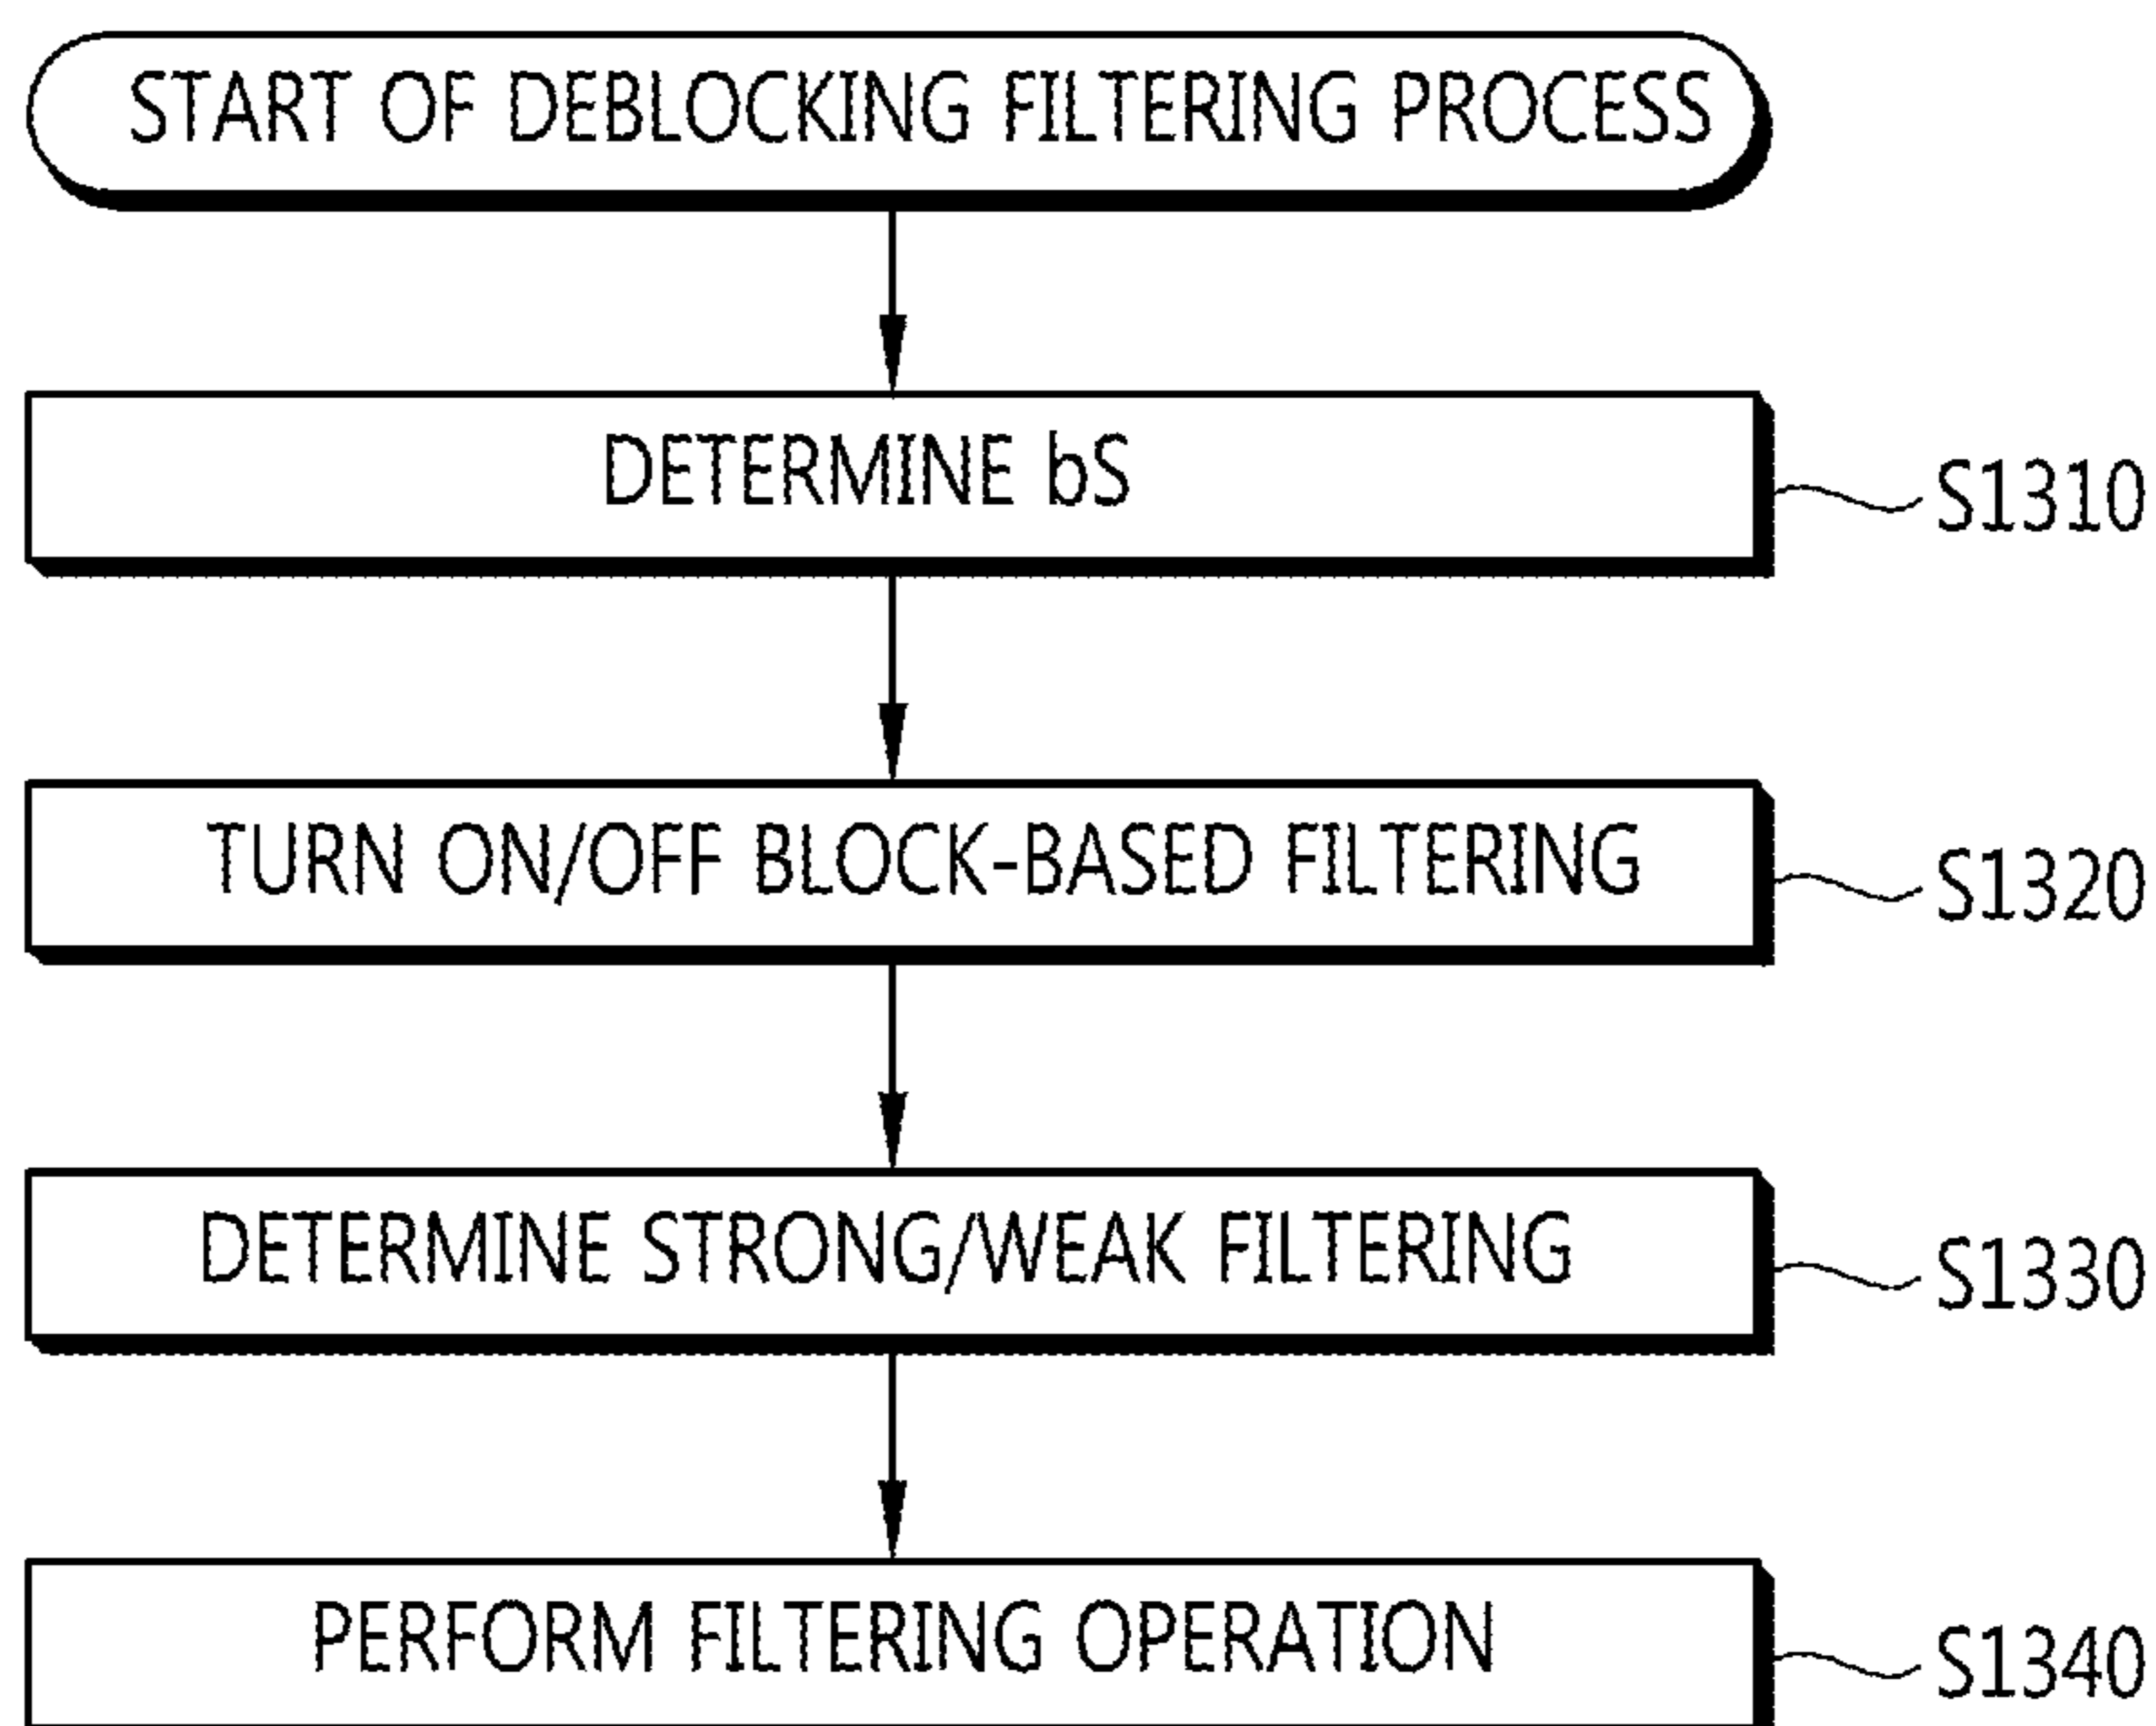 START OF DEBLOCKING FILTERING PROCESS
DETERMINE bS
S1310
TURN ON/OFF BLOCK-BASED FILTERING
S1320
DETERMINE STRONG/WEAK FILTERING
S1330
PERFORM FILTERING OPERATION
S1340